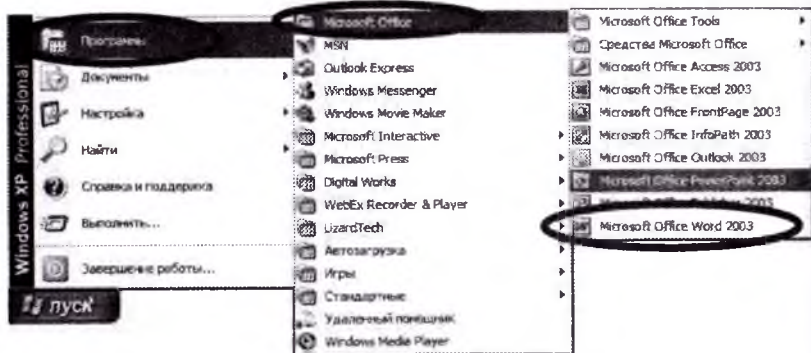 Windows XP Professional
Программы
Документы
Настройка
Найти
Справка и поддержка
Выполнить...
Завершение работы...
пуск
Microsoft Office
MSN
Outlook Express
Windows Messenger
Windows Movie Maker
Microsoft Interactive
Microsoft Press
Digital Works
WebEx Recorder & Player
LizardTech
Автозагрузка
Игры
Стандартные
Удаленный помощник
Windows Media Player
Microsoft Office Tools
Средства Microsoft Office
Microsoft Office Access 2003
Microsoft Office Excel 2003
Microsoft Office FrontPage 2003
Microsoft Office InfoPath 2003
Microsoft Office Outlook 2003
Microsoft Office PowerPoint 2003
Microsoft Office Word 2003